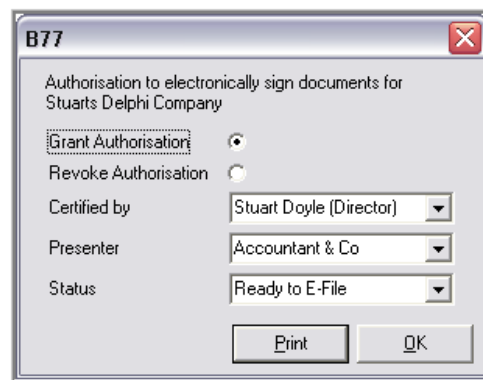 B77
Authorisation to electronically sign documents for
Stuarts Delphi Company
Grant Authorisation
Revoke Authorisation
Certified by Stuart Doyle (Director)
Presenter Accountant & Co
Status Ready to E-File
Print OK